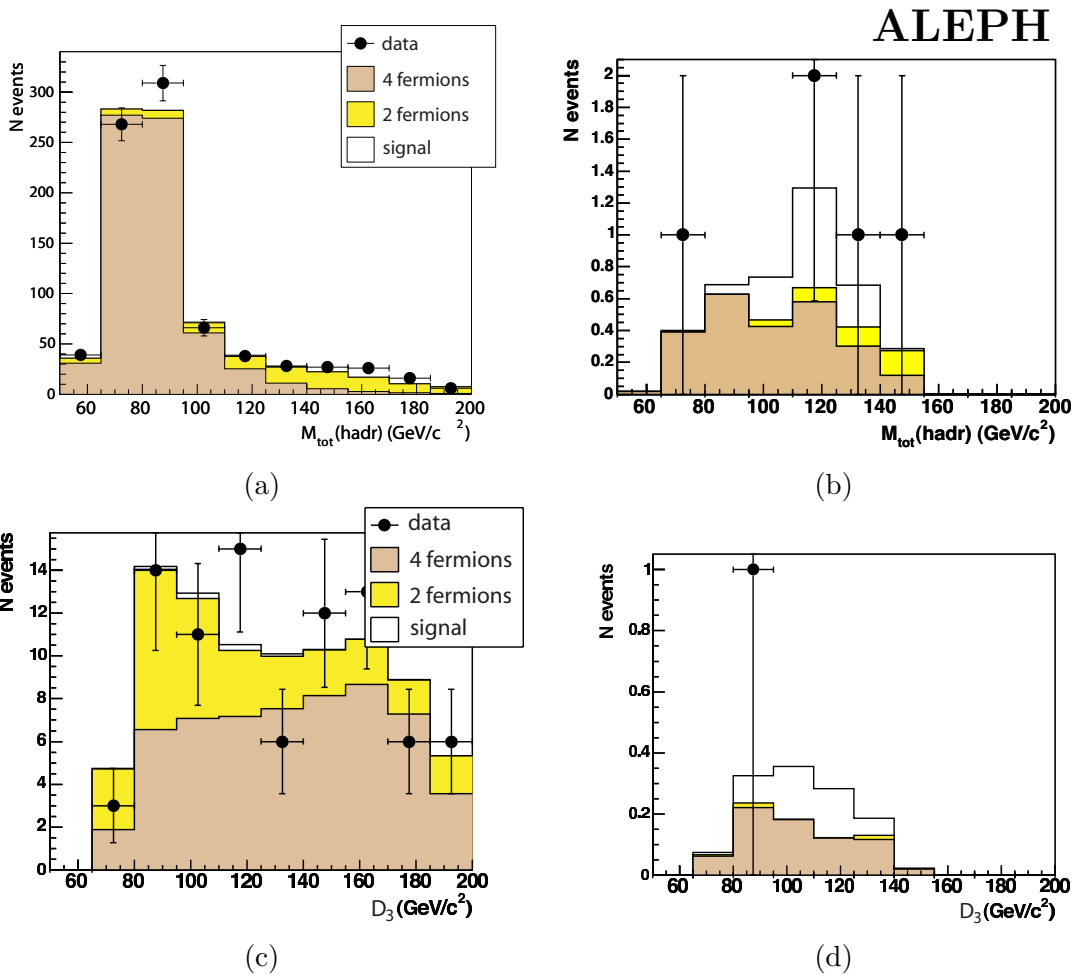 ALEPH
data
4 fermions
2 fermions
signal
N events
300
250
200
150
100
50
0
60 80 100 120 140 160 180 200
M_tot(hadr) (GeV/c 2)
(a)
N events
2
1.8
1.6
1.4
1.2
1
0.8
0.6
0.4
0.2
0
60 80 100 120 140 160 180 200
M_tot(hadr) (GeV/c²)
(b)
data
4 fermions
2 fermions
signal
N events
14
12
10
8
6
4
2
0
60 80 100 120 140 160 180 200
D_3 (GeV/c²)
(c)
N events
1
0.8
0.6
0.4
0.2
0
60 80 100 120 140 160 180 200
D_3 (GeV/c²)
(d)